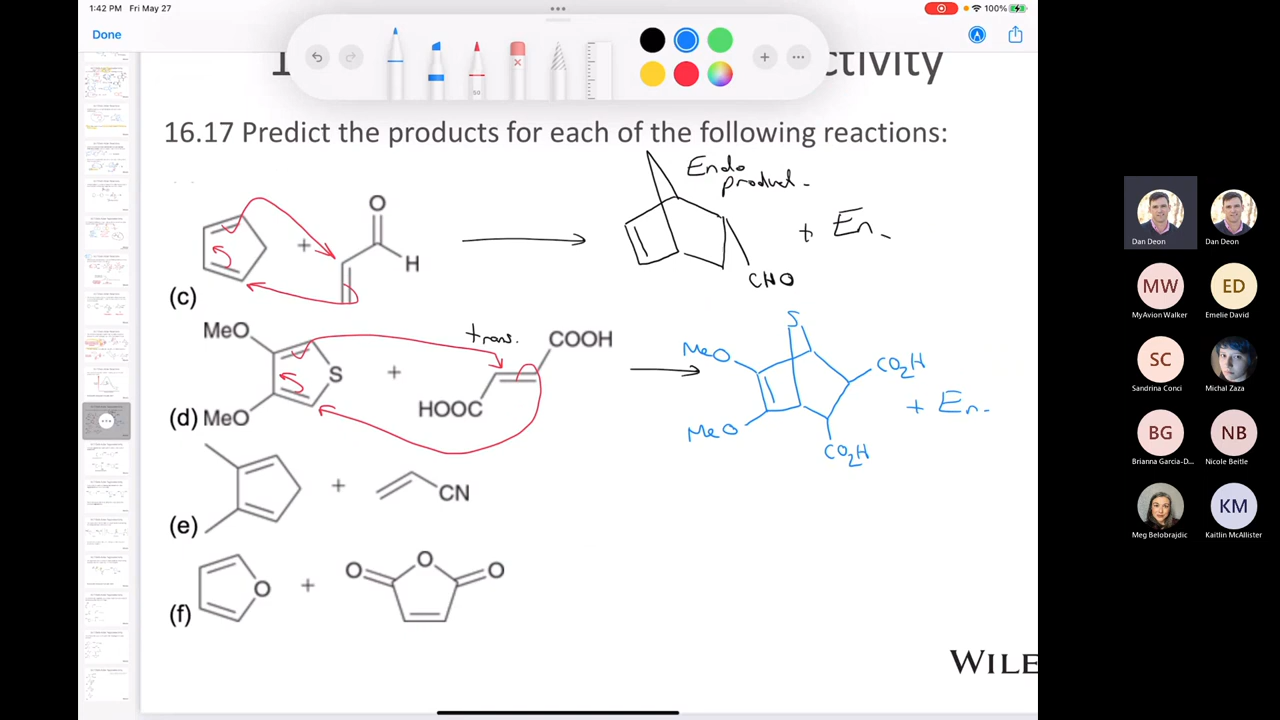 1:42 PM Fri May 27
100%
Done
50
1
ctivity
16.17 Predict the products for each of the following reactions:
Endo
product.
O
+
H
(c)
CHO
+ En.
MeO
S
+
trans.
COOH
HOOC
(d) MeO
S
MeO
MeO
CO2H
CO2H
+ En.
(e)
+
CN
(f)
O
+
O
O
O
WILE
Dan Deon
Dan Deon
MW
MyAvion Walker
ED
Emelie David
SC
Sandrina Conci
Michal Zaza
BG
Brianna Garcia-D...
NB
Nicole Beitle
Meg Belobrajdic
KM
Kaitlin McAllister